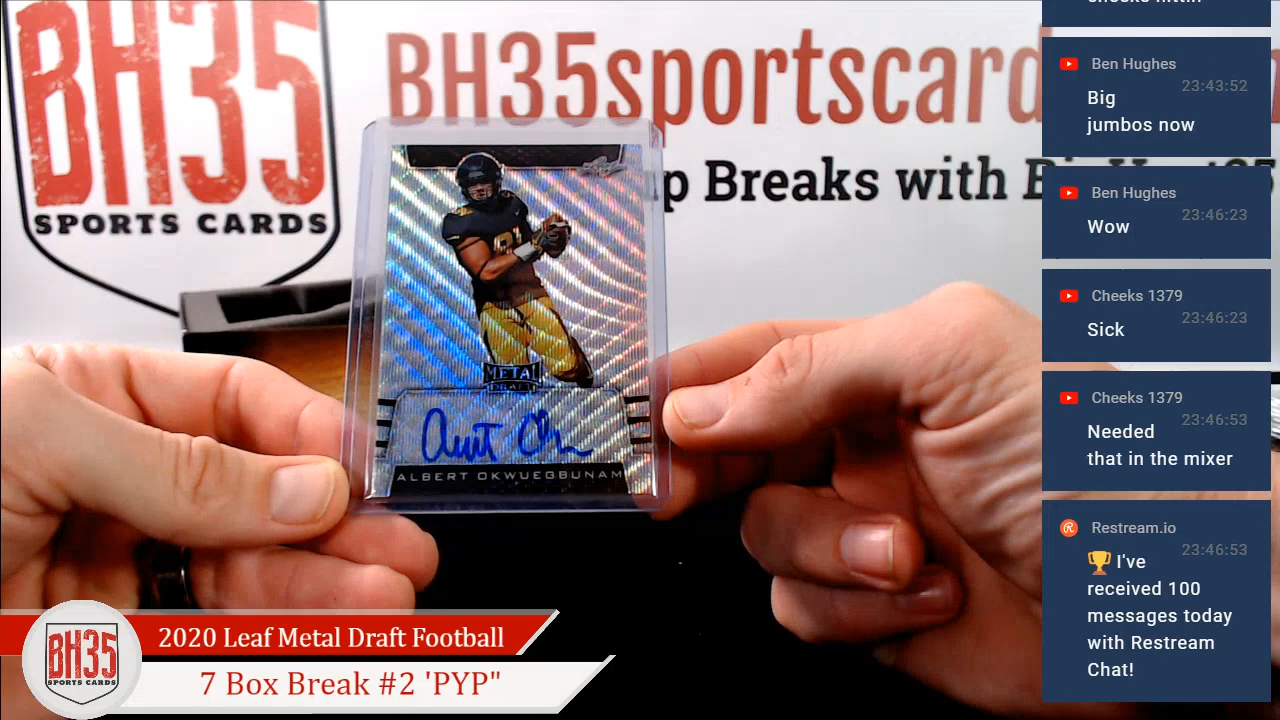 BH35
SPORTS CARDS
BH35sportscard
p Breaks with
METAL
DRAFT
ALBERT OKWUEGBUNAM
2020 Leaf Metal Draft Football
7 Box Break #2 'PYP"
BH35
SPORTS CARDS
Ben Hughes
23:43:52
Big
jumbos now
Ben Hughes
23:46:23
Wow
Cheeks 1379
23:46:23
Sick
Cheeks 1379
23:46:53
Needed
that in the mixer
Restream.io
23:46:53
🏆 I've
received 100
messages today
with Restream
Chat!